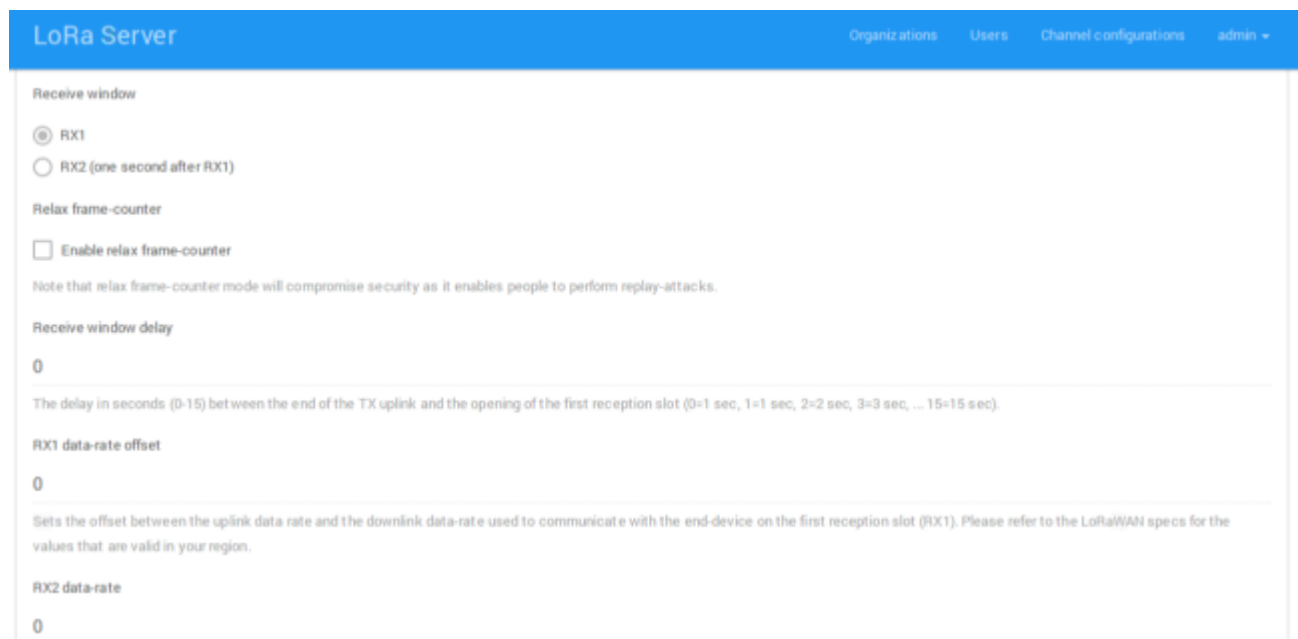 LoRa Server
Organizations Users Channel configurations admin
Receive window
RX1
RX2 (one second after RX1)
Relax frame-counter
Enable relax frame-counter
Note that relax frame-counter mode will compromise security as it enables people to perform replay-attacks.
Receive window delay
0
The delay in seconds (0-15) between the end of the TX uplink and the opening of the first reception slot (0=1 sec, 1=1 sec, 2=2 sec, 3=3 sec, ... 15=15 sec).
RX1 data-rate offset
0
Sets the offset between the uplink data rate and the downlink data-rate used to communicate with the end-device on the first reception slot (RX1). Please refer to the LoRaWAN specs for the
values that are valid in your region.
RX2 data-rate
0